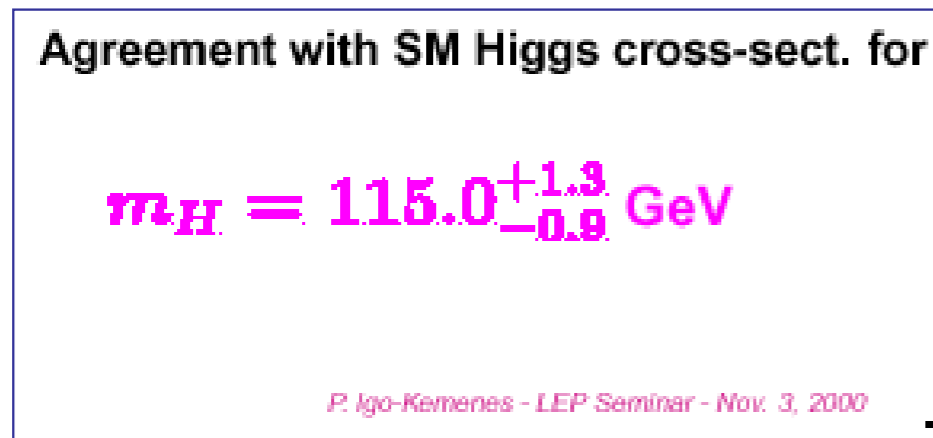 Agreement with SM Higgs cross-sect. for
m_H = 115.0^{+1.3}_{-0.9} GeV
P. Igo-Kemenes - LEP Seminar - Nov. 3, 2000